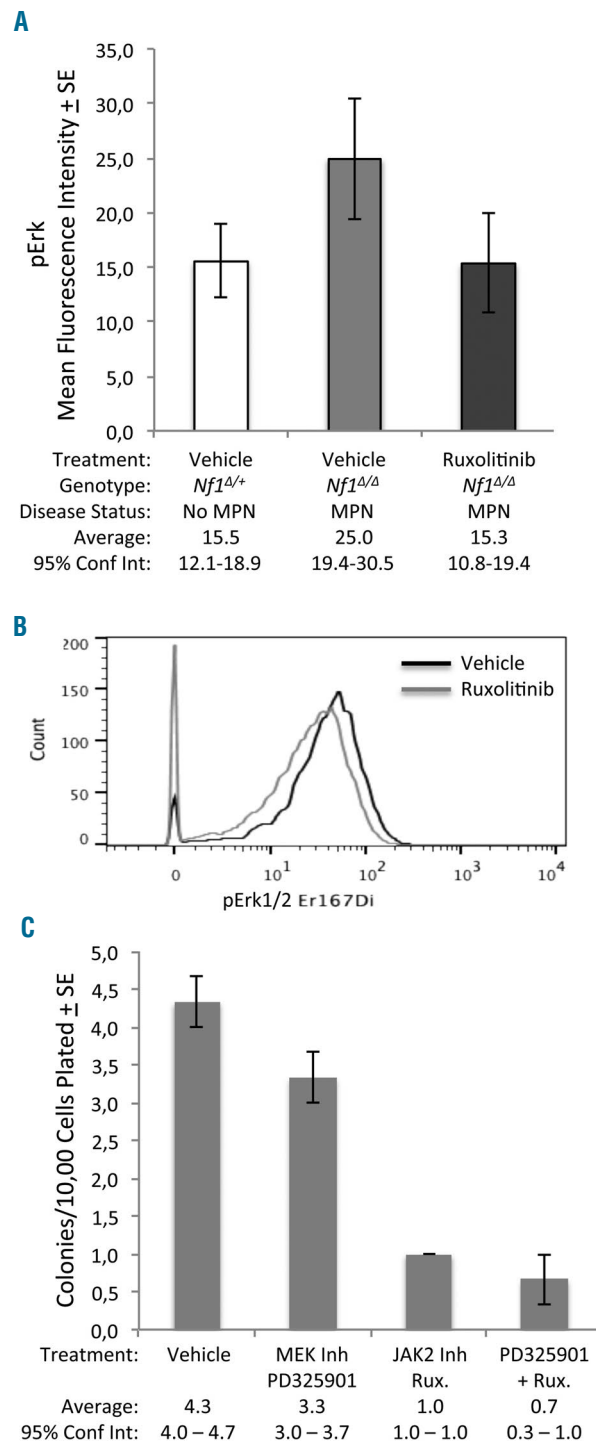 A
pErk
Mean Fluorescence Intensity ± SE
35,0
30,0
25,0
20,0
15,0
10,0
5,0
0,0
Treatment: Vehicle Vehicle Ruxolitinib
Genotype: Nf1Δ/+ Nf1Δ/Δ Nf1Δ/Δ
Disease Status: No MPN MPN MPN
Average: 15.5 25.0 15.3
95% Conf Int: 12.1-18.9 19.4-30.5 10.8-19.4
B
Count
200
150
100
50
0
Vehicle
Ruxolitinib
0 10¹ 10² 10³ 10⁴
pErk1/2 Er167Di
C
Colonies/10,00 Cells Plated ± SE
5,0
4,5
4,0
3,5
3,0
2,5
2,0
1,5
1,0
0,5
0,0
Treatment: Vehicle MEK Inh JAK2 Inh PD325901
PD325901 Rux. + Rux.
Average: 4.3 3.3 1.0 0.7
95% Conf Int: 4.0 – 4.7 3.0 – 3.7 1.0 – 1.0 0.3 – 1.0